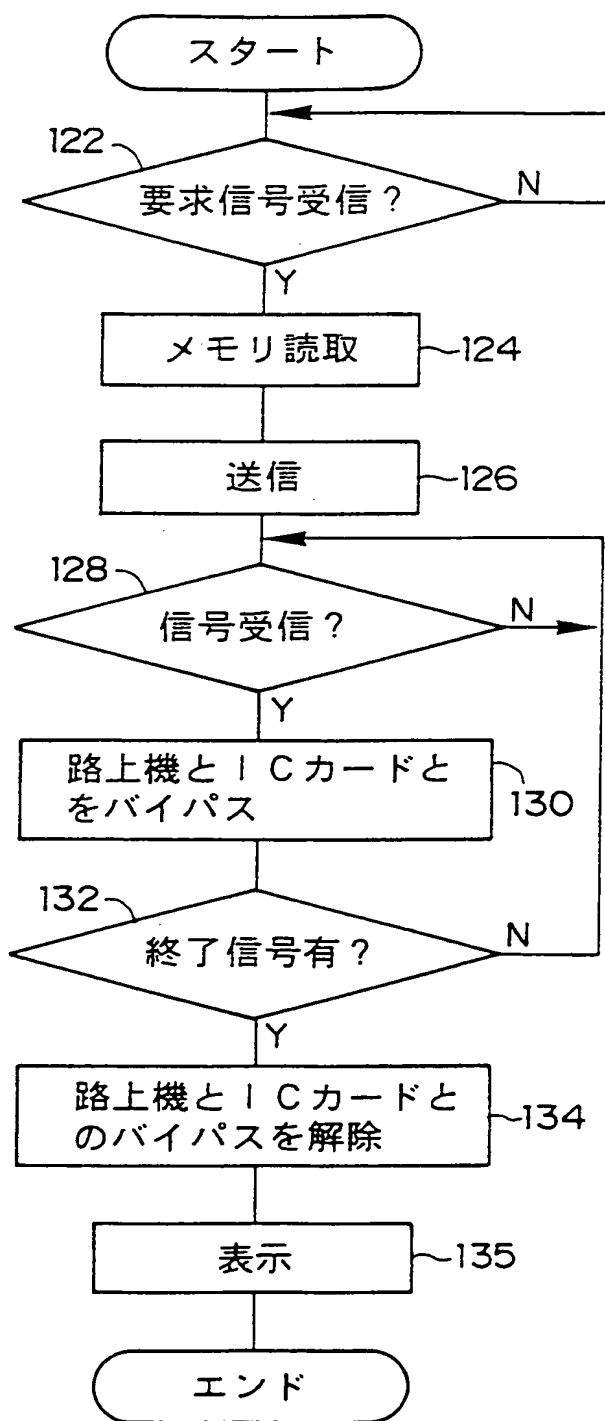 スタート
122
要求信号受信?
N
Y
メモリ読取
124
送信
126
128
信号受信?
N
Y
路上機とICカードと
をバイパス
130
132
終了信号有?
N
Y
路上機とICカードと
のバイパスを解除
134
表示
135
エンド